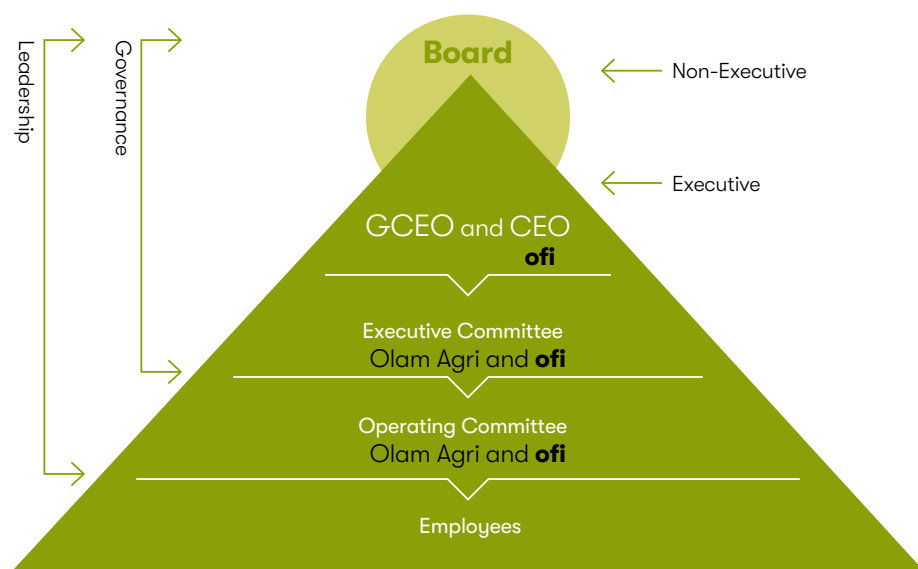 Leadership
Governance
Board
Non-Executive
Executive
GCEO and CEO
ofi
Executive Committee
Olam Agri and ofi
Operating Committee
Olam Agri and ofi
Employees